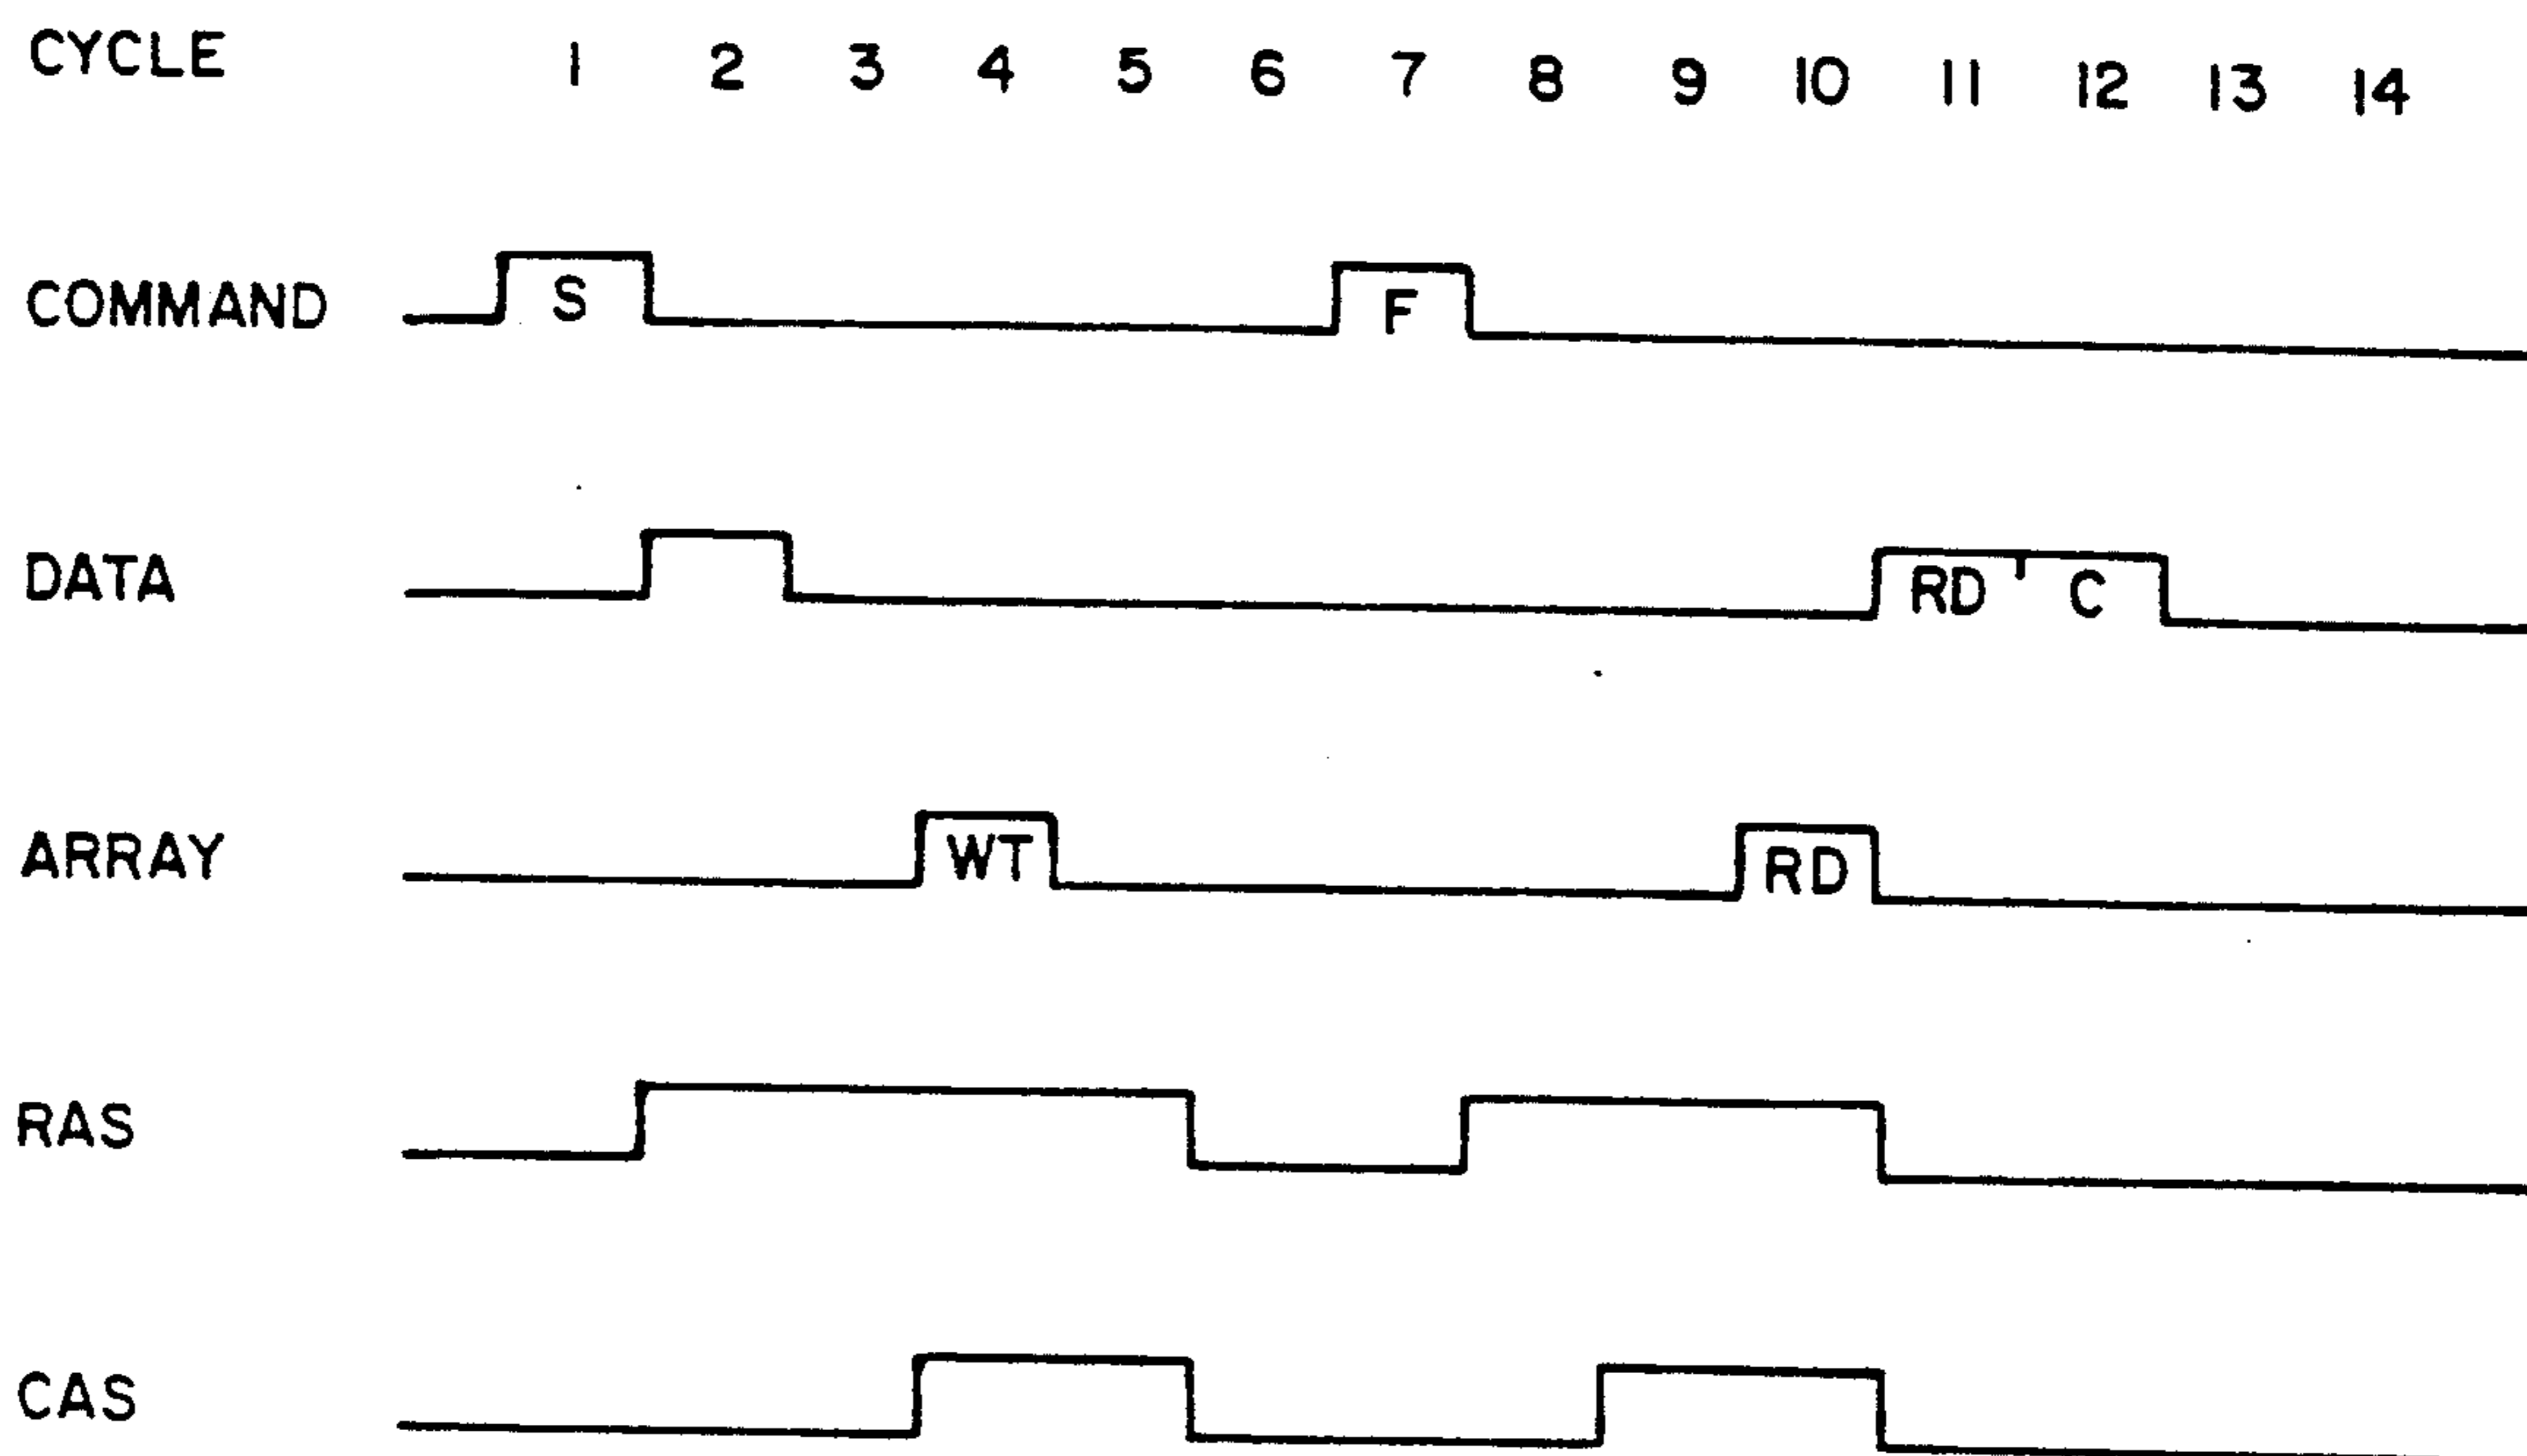 CYCLE 1 2 3 4 5 6 7 8 9 10 11 12 13 14
COMMAND S F
DATA RD C
ARRAY WT RD
RAS
CAS